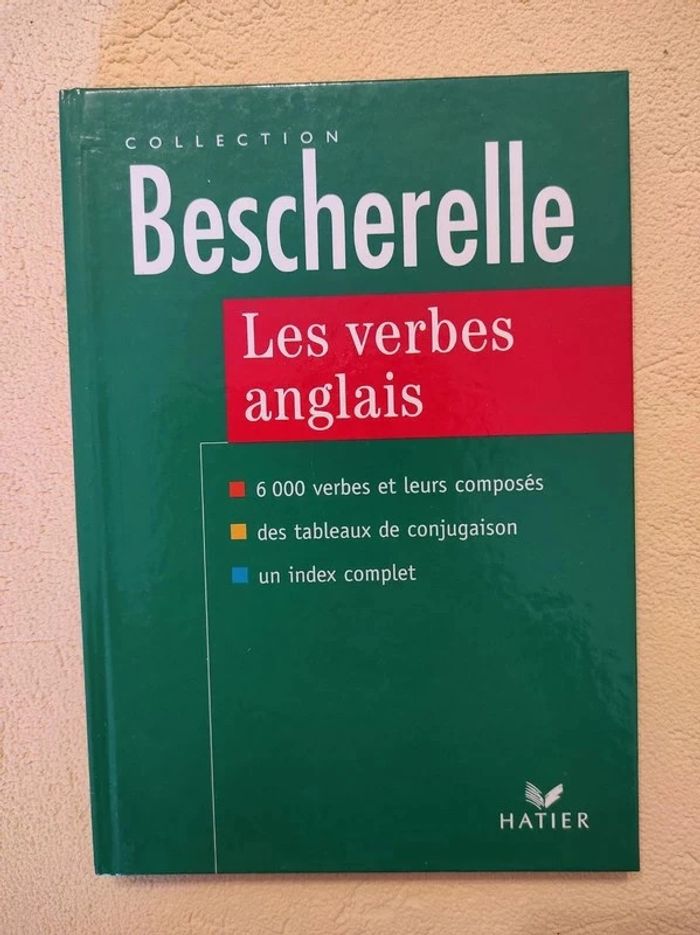 COLLECTION
Bescherelle
Les verbes
anglais
6 000 verbes et leurs composés
des tableaux de conjugaison
un index complet
HATIER